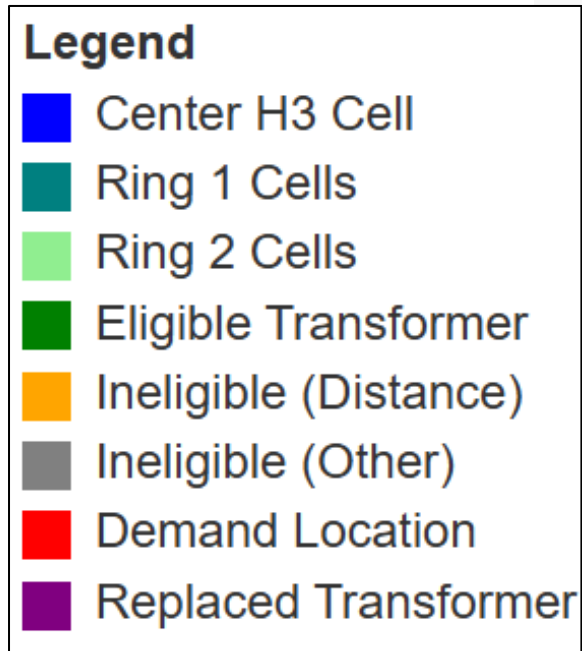 Legend
Center H3 Cell
Ring 1 Cells
Ring 2 Cells
Eligible Transformer
Ineligible (Distance)
Ineligible (Other)
Demand Location
Replaced Transformer